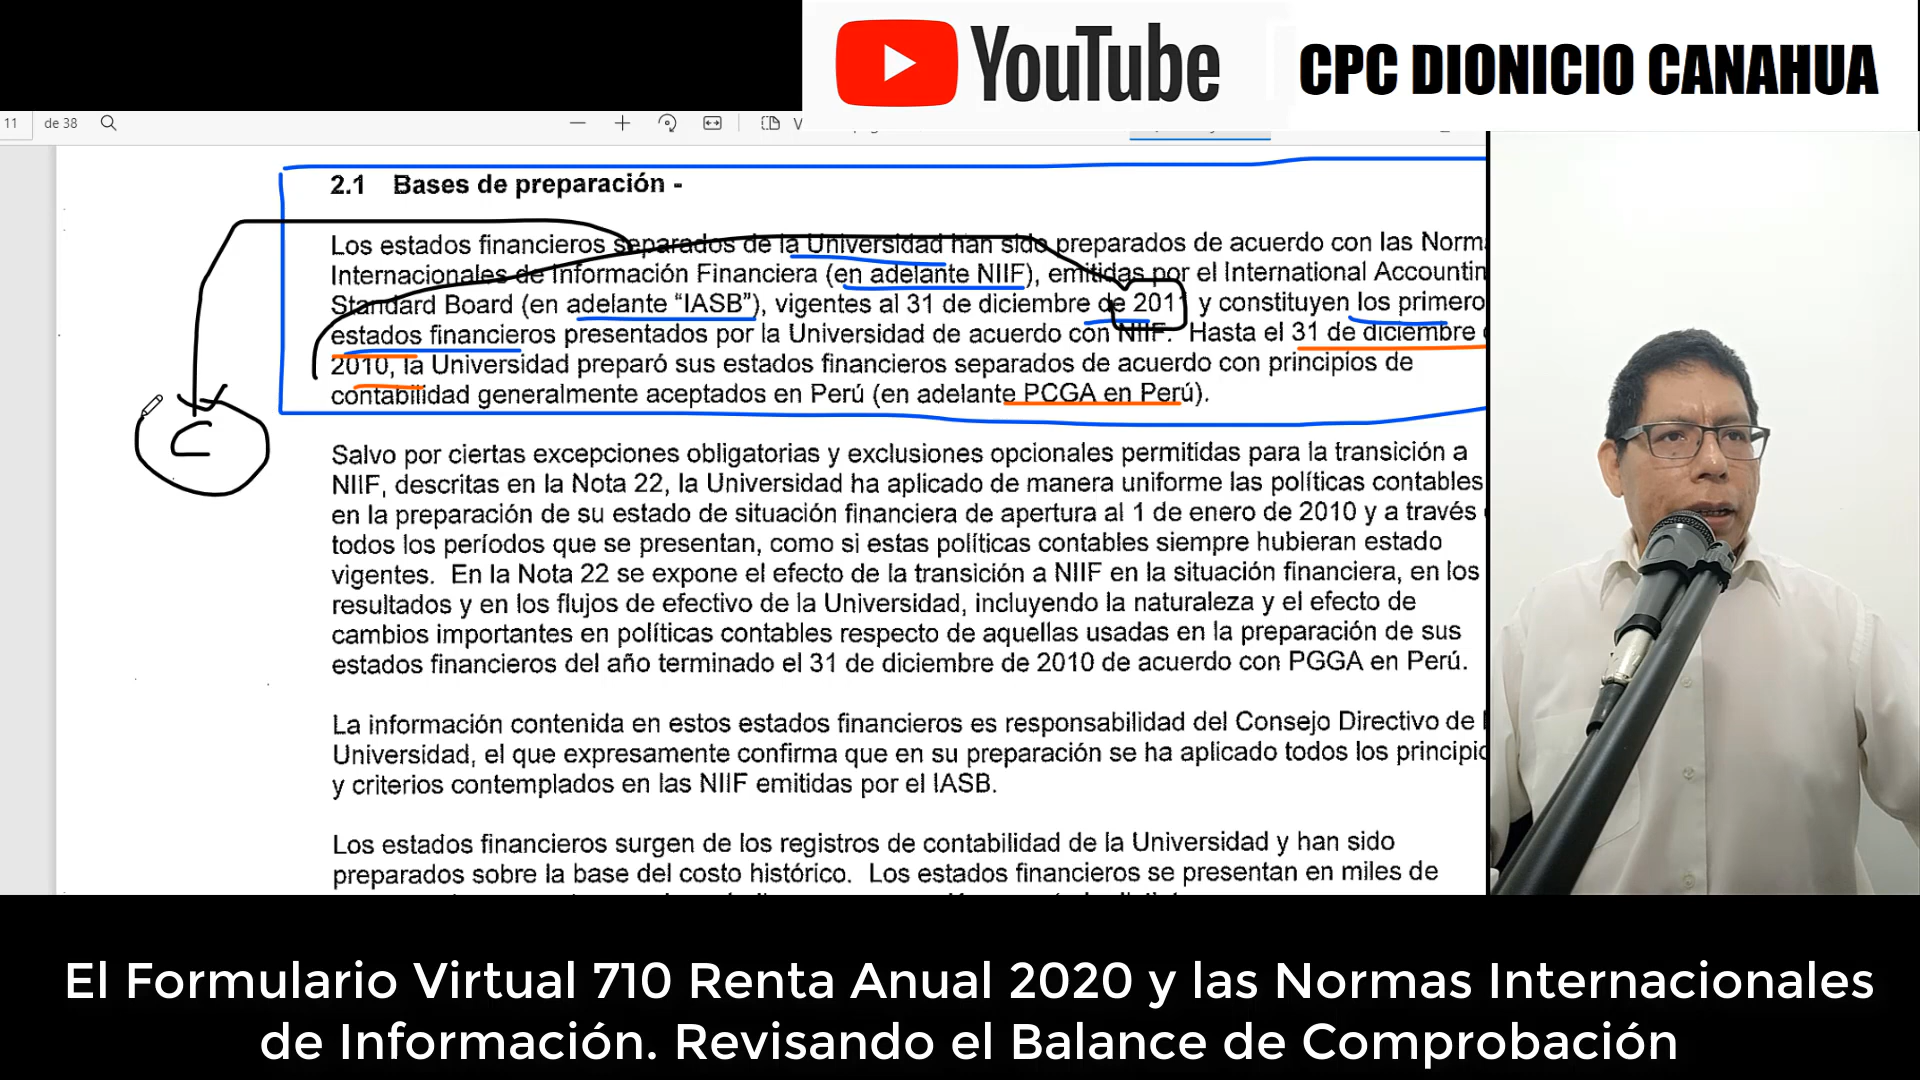 YouTube CPC DIONICIO CANAHUA
11 de 38
2.1 Bases de preparación -
Los estados financieros separados de la Universidad han sido preparados de acuerdo con las Norm
Internacionales de Información Financiera (en adelante NIIF), emitidas por el International Accountin
Standard Board (en adelante “IASB”), vigentes al 31 de diciembre de 2011 y constituyen los primero
estados financieros presentados por la Universidad de acuerdo con NIIF. Hasta el 31 de diciembre
2010, la Universidad preparó sus estados financieros separados de acuerdo con principios de
contabilidad generalmente aceptados en Perú (en adelante PCGA en Perú).
C
Salvo por ciertas excepciones obligatorias y exclusiones opcionales permitidas para la transición a
NIIF, descritas en la Nota 22, la Universidad ha aplicado de manera uniforme las políticas contables
en la preparación de su estado de situación financiera de apertura al 1 de enero de 2010 y a través
todos los períodos que se presentan, como si estas políticas contables siempre hubieran estado
vigentes. En la Nota 22 se expone el efecto de la transición a NIIF en la situación financiera, en los
resultados y en los flujos de efectivo de la Universidad, incluyendo la naturaleza y el efecto de
cambios importantes en políticas contables respecto de aquellas usadas en la preparación de sus
estados financieros del año terminado el 31 de diciembre de 2010 de acuerdo con PGGA en Perú.
La información contenida en estos estados financieros es responsabilidad del Consejo Directivo de
Universidad, el que expresamente confirma que en su preparación se ha aplicado todos los principio
y criterios contemplados en las NIIF emitidas por el IASB.
Los estados financieros surgen de los registros de contabilidad de la Universidad y han sido
preparados sobre la base del costo histórico. Los estados financieros se presentan en miles de
El Formulario Virtual 710 Renta Anual 2020 y las Normas Internacionales
de Información. Revisando el Balance de Comprobación